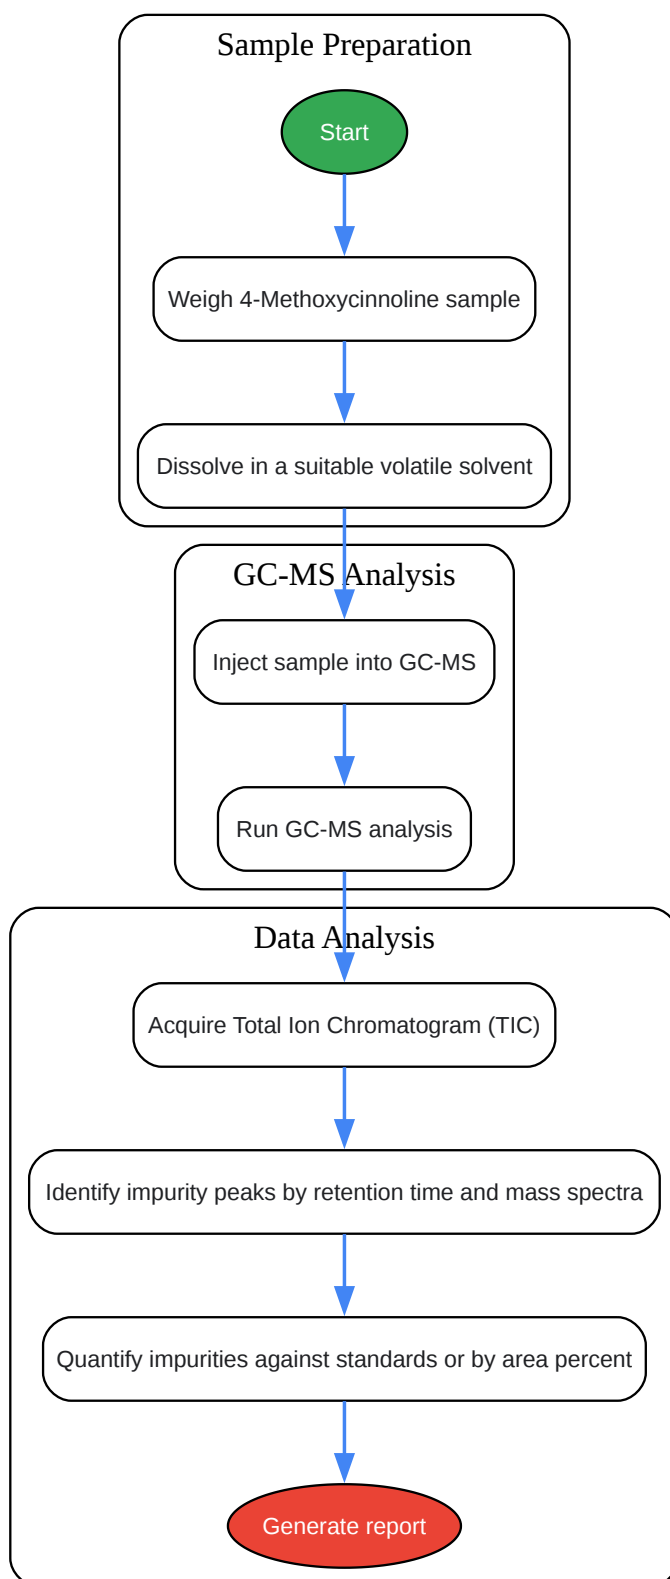 Sample Preparation
Start
Weigh 4-Methoxycinnoline sample
Dissolve in a suitable volatile solvent
GC-MS Analysis
Inject sample into GC-MS
Run GC-MS analysis
Data Analysis
Acquire Total Ion Chromatogram (TIC)
Identify impurity peaks by retention time and mass spectra
Quantify impurities against standards or by area percent
Generate report